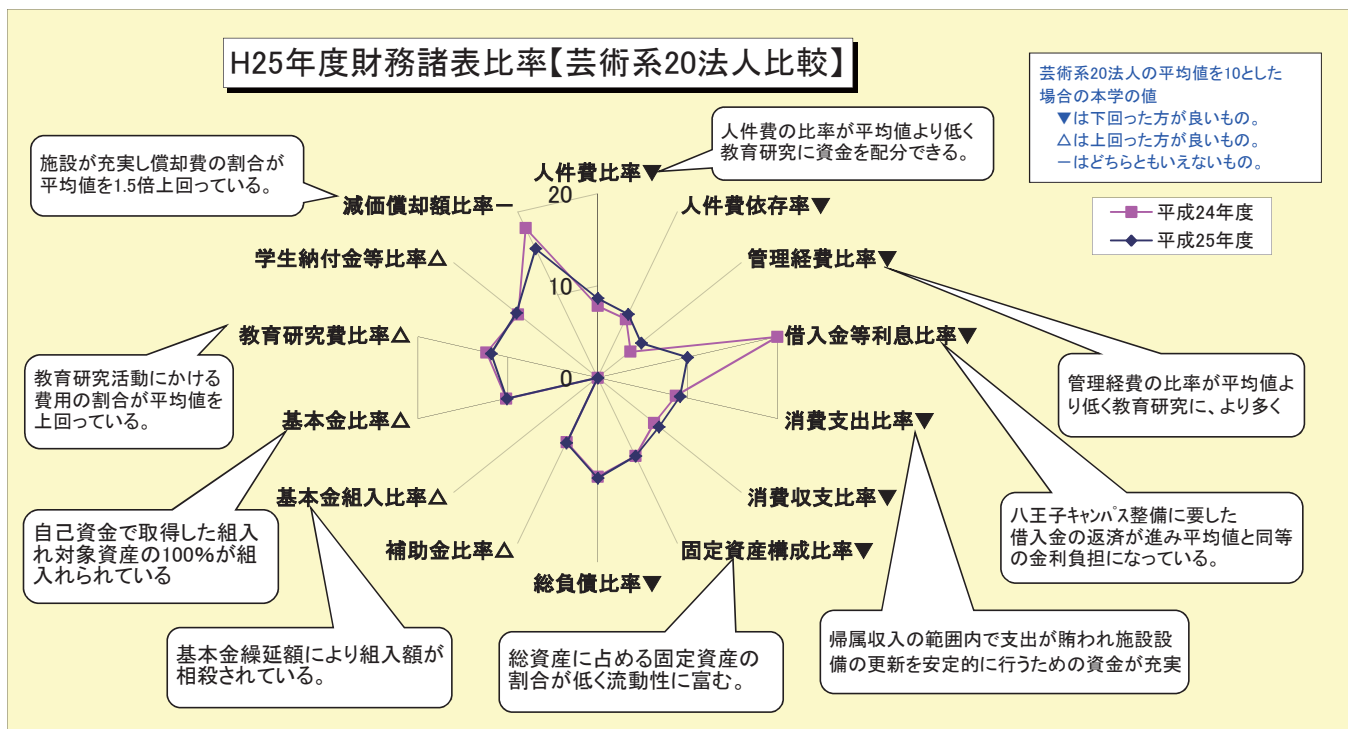 H25年度財務諸表比率【芸術系20法人比較】
芸術系20法人の平均値を10とした
場合の本学の値
▼は下回った方が良いもの。
△は上回った方が良いもの。
－はどちらともいえないもの。
平成24年度
平成25年度
人件費の比率が平均値より低く
教育研究に資金を配分できる。
施設が充実し償却費の割合が
平均値を1.5倍上回っている。
人件費比率▼
人件費依存率▼
管理経費比率▼
借入金等利息比率▼
消費支出比率▼
消費収支比率▼
固定資産構成比率▼
総負債比率▼
補助金比率△
基本金組入比率△
基本金比率△
教育研究費比率△
学生納付金等比率△
減価償却額比率－
20
10
0
管理経費の比率が平均値よ
り低く教育研究に、より多く
八王子ｷｬﾝﾊﾟｽ整備に要した
借入金の返済が進み平均値と同等
の金利負担になっている。
帰属収入の範囲内で支出が賄われ施設設
備の更新を安定的に行うための資金が充実
総資産に占める固定資産の
割合が低く流動性に富む。
基本金繰延額により組入額が
相殺されている。
自己資金で取得した組入
れ対象資産の100%が組
入れられている
教育研究活動にかける
費用の割合が平均値を
上回っている。